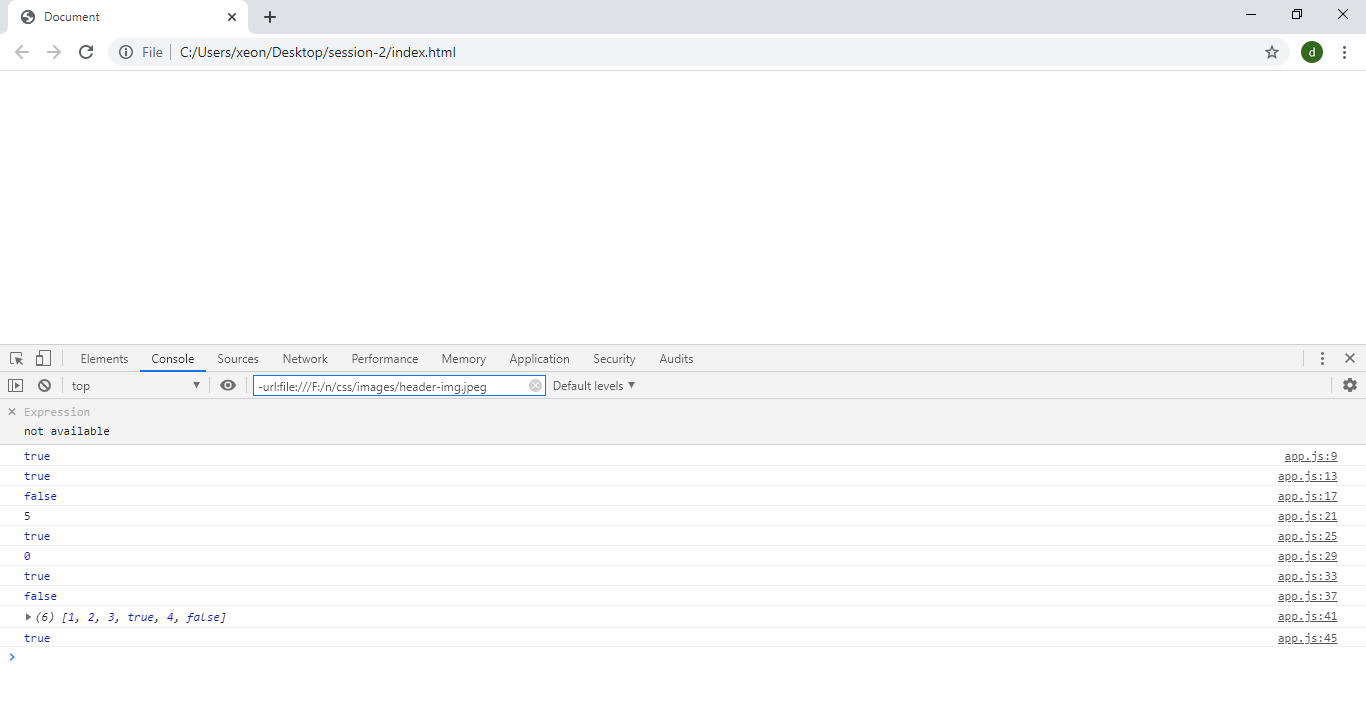 Document
File C:/Users/xeon/Desktop/session-2/index.html d
Elements Console Sources Network Performance Memory Application Security Audits
top -url:file:///F:/n/css/images/header-img.jpeg Default levels
Expression
not available
true app.js:9
true app.js:13
false app.js:17
5 app.js:21
true app.js:25
0 app.js:29
true app.js:33
false app.js:37
(6) [1, 2, 3, true, 4, false] app.js:41
true app.js:45